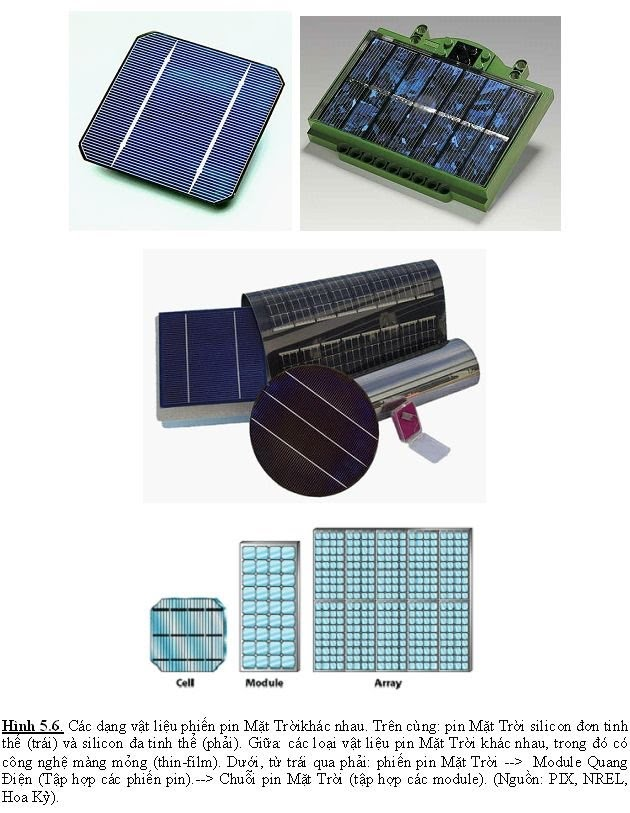 Cell
Module
Array
Hình 5.6. Các dạng vật liệu phiến pin Mặt Trờikhác nhau. Trên cùng: pin Mặt Trời silicon đơn tinh
thể (trái) và silicon đa tinh thể (phải). Giữa: các loại vật liệu pin Mặt Trời khác nhau, trong đó có
công nghệ màng mỏng (thin-film). Dưới, từ trái qua phải: phiến pin Mặt Trời --> Module Quang
Điện (Tập hợp các phiến pin).--> Chuỗi pin Mặt Trời (tập hợp các module). (Nguồn: PIX, NREL,
Hoa Kỳ).